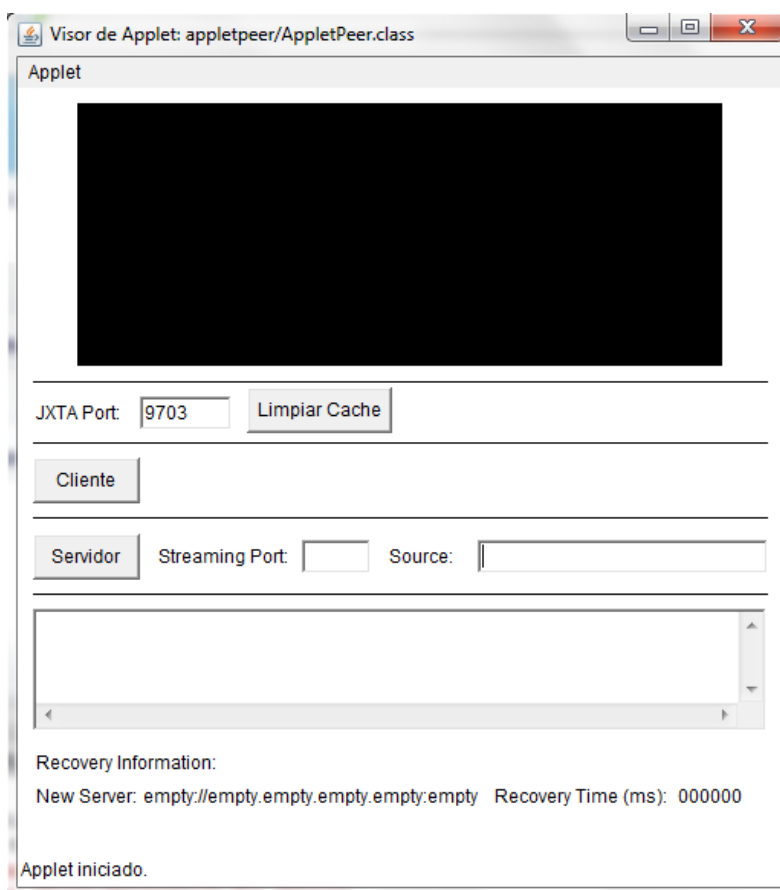 Visor de Applet: appletpeer/AppletPeer.class
Applet
JXTA Port: 9703 Limpiar Cache
Cliente
Servidor Streaming Port: Source:
Recovery Information:
New Server: empty://empty.empty.empty.empty:empty Recovery Time (ms): 000000
Applet iniciado.